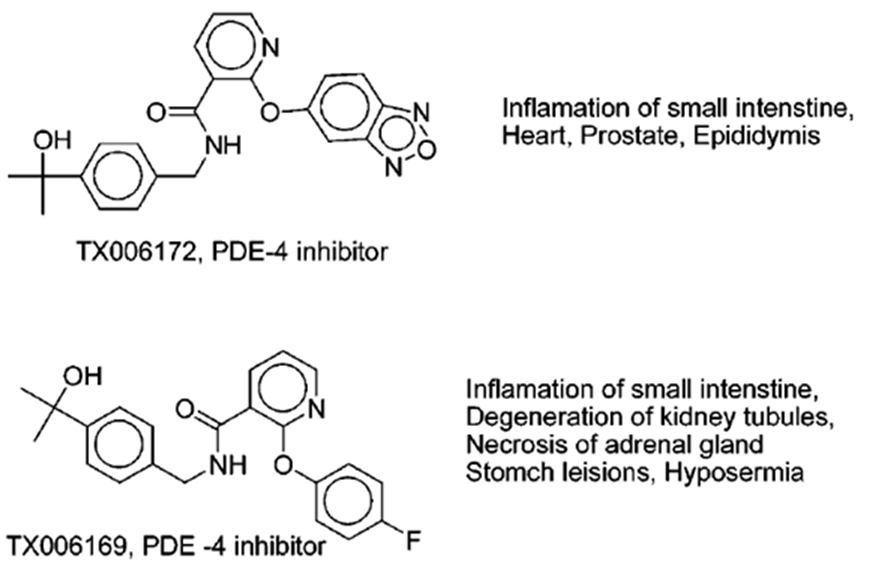 N
O
O
N
Inflamation of small intenstine,
OH
NH
O
Heart, Prostate, Epididymis
N
TX006172, PDE-4 inhibitor
OH
O
N
Inflamation of small intenstine,
Degeneration of kidney tubules,
NH
O
Necrosis of adrenal gland
Stomch leisions, Hyposermia
F
TX006169, PDE -4 inhibitor